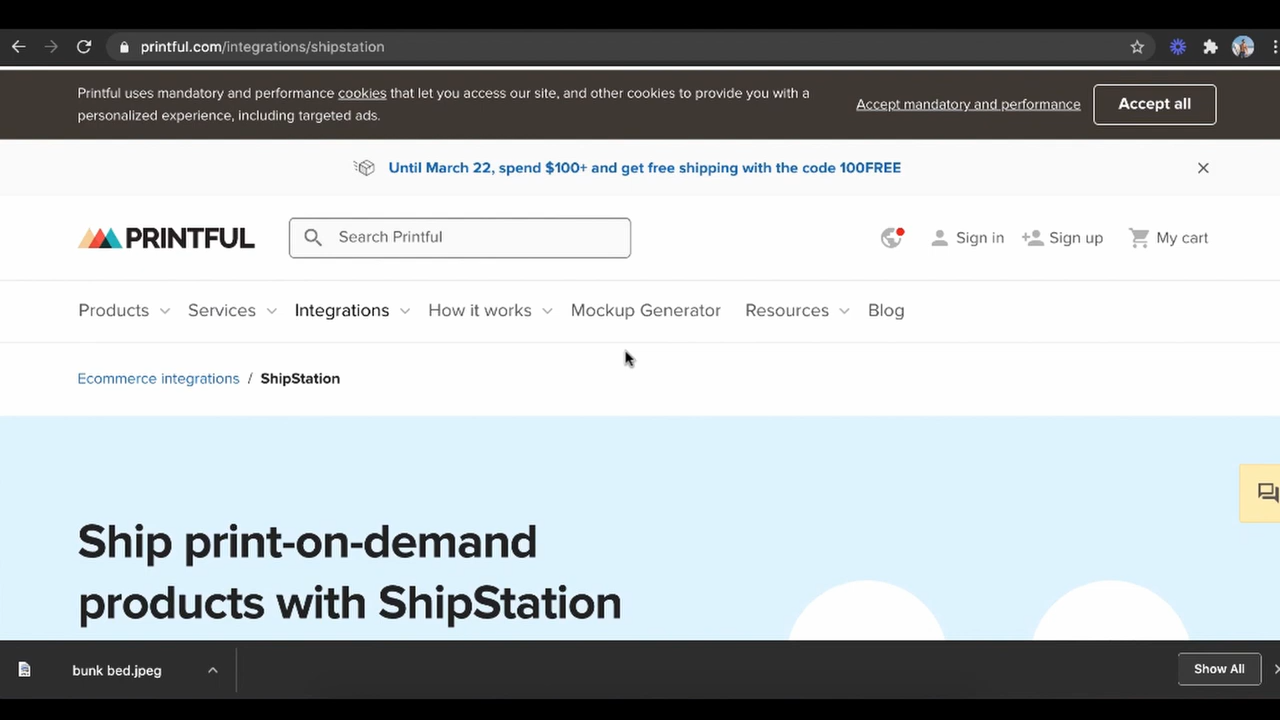 printful.com/integrations/shipstation
Printful uses mandatory and performance cookies that let you access our site, and other cookies to provide you with a
personalized experience, including targeted ads.
Accept mandatory and performance
Accept all
Until March 22, spend $100+ and get free shipping with the code 100FREE
PRINTFUL
Search Printful
Sign in
Sign up
My cart
Products
Services
Integrations
How it works
Mockup Generator
Resources
Blog
Ecommerce integrations / ShipStation
Ship print-on-demand
products with ShipStation
bunk bed.jpeg
Show All